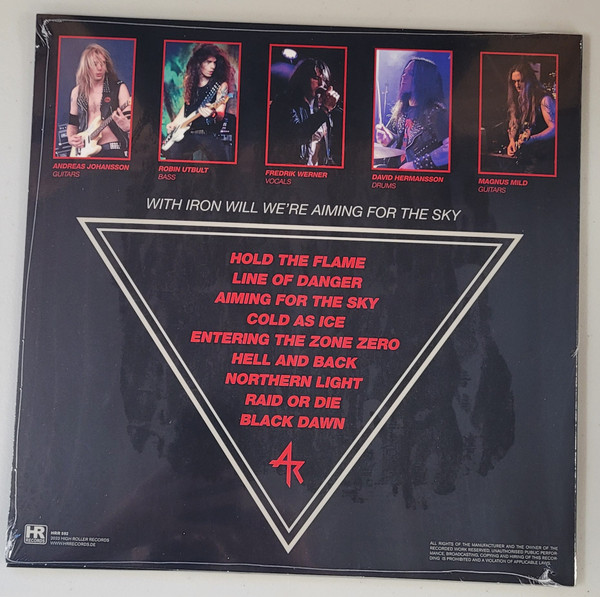 ANDREAS JOHANSSON
GUITARS
ROBIN UTBULT
BASS
FREDRIK WERNER
VOCALS
DAVID HERMANSSON
DRUMS
MAGNUS MILD
GUITARS
WITH IRON WILL WE'RE AIMING FOR THE SKY
HOLD THE FLAME
LINE OF DANGER
AIMING FOR THE SKY
COLD AS ICE
ENTERING THE ZONE ZERO
HELL AND BACK
NORTHERN LIGHT
RAID OR DIE
BLACK DAWN
AR
HR
RECORDS
HRR
HIGH ROLLER RECORDS
WWW.HRRECORDS.DE
ALL RIGHTS OF THE MANUFACTURER AND THE OWNER OF THE
RECORDED WORK RESERVED. UNAUTHORISED PUBLIC PERFOR-
MANCE, BROADCASTING, COPYING AND HIRING OF THIS RECOR-
DING IS PROHIBITED AND A VIOLATION OF APPLICABLE LAWS.